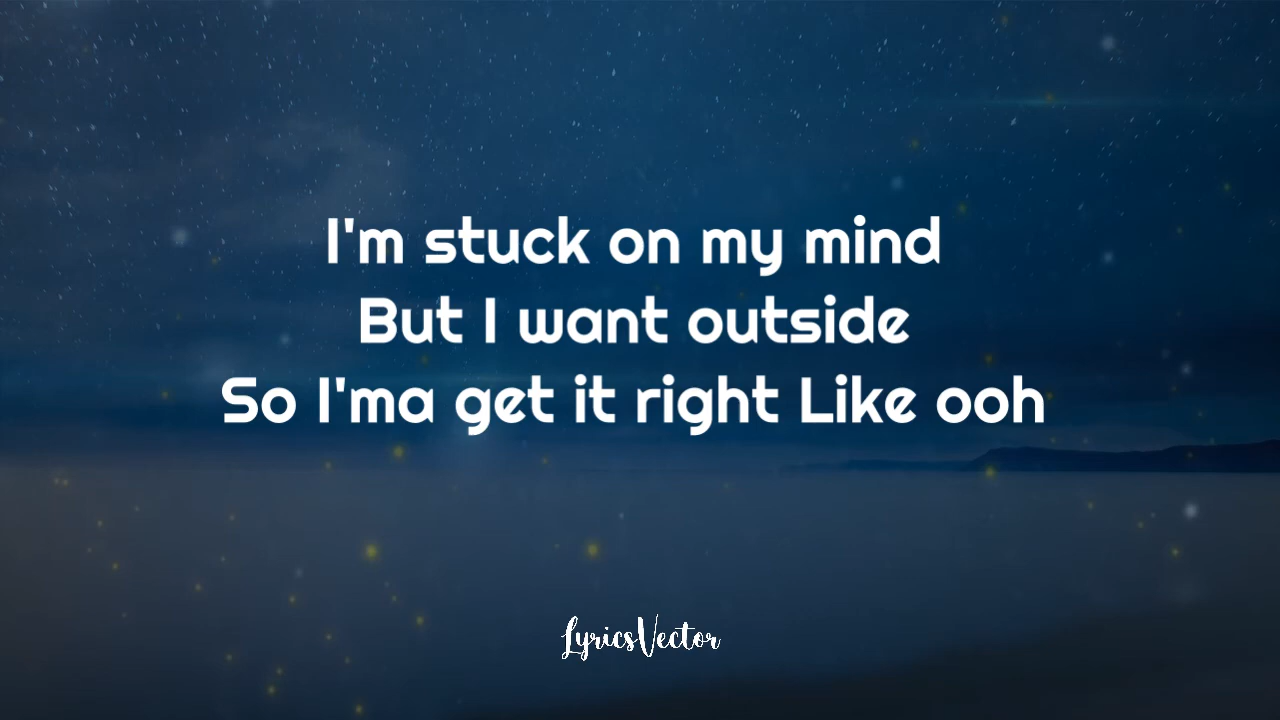 I'm stuck on my mind
But I want outside
So I'ma get it right Like ooh
LyricsVector